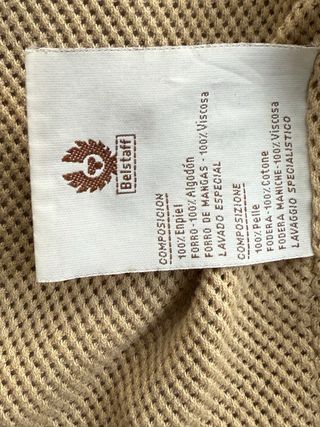 Belstaff
COMPOSICION
100% Enpiel
FORRO-100% Algodón
FORRO DE MANGAS - 100% Viscosa
LAVADO ESPECIAL
COMPOSIZIONE
100% Pelle
FODERA-100% Cotone
FODERA MANICHE-100% Viscosa
LAVAGGIO SPECIALISTICO